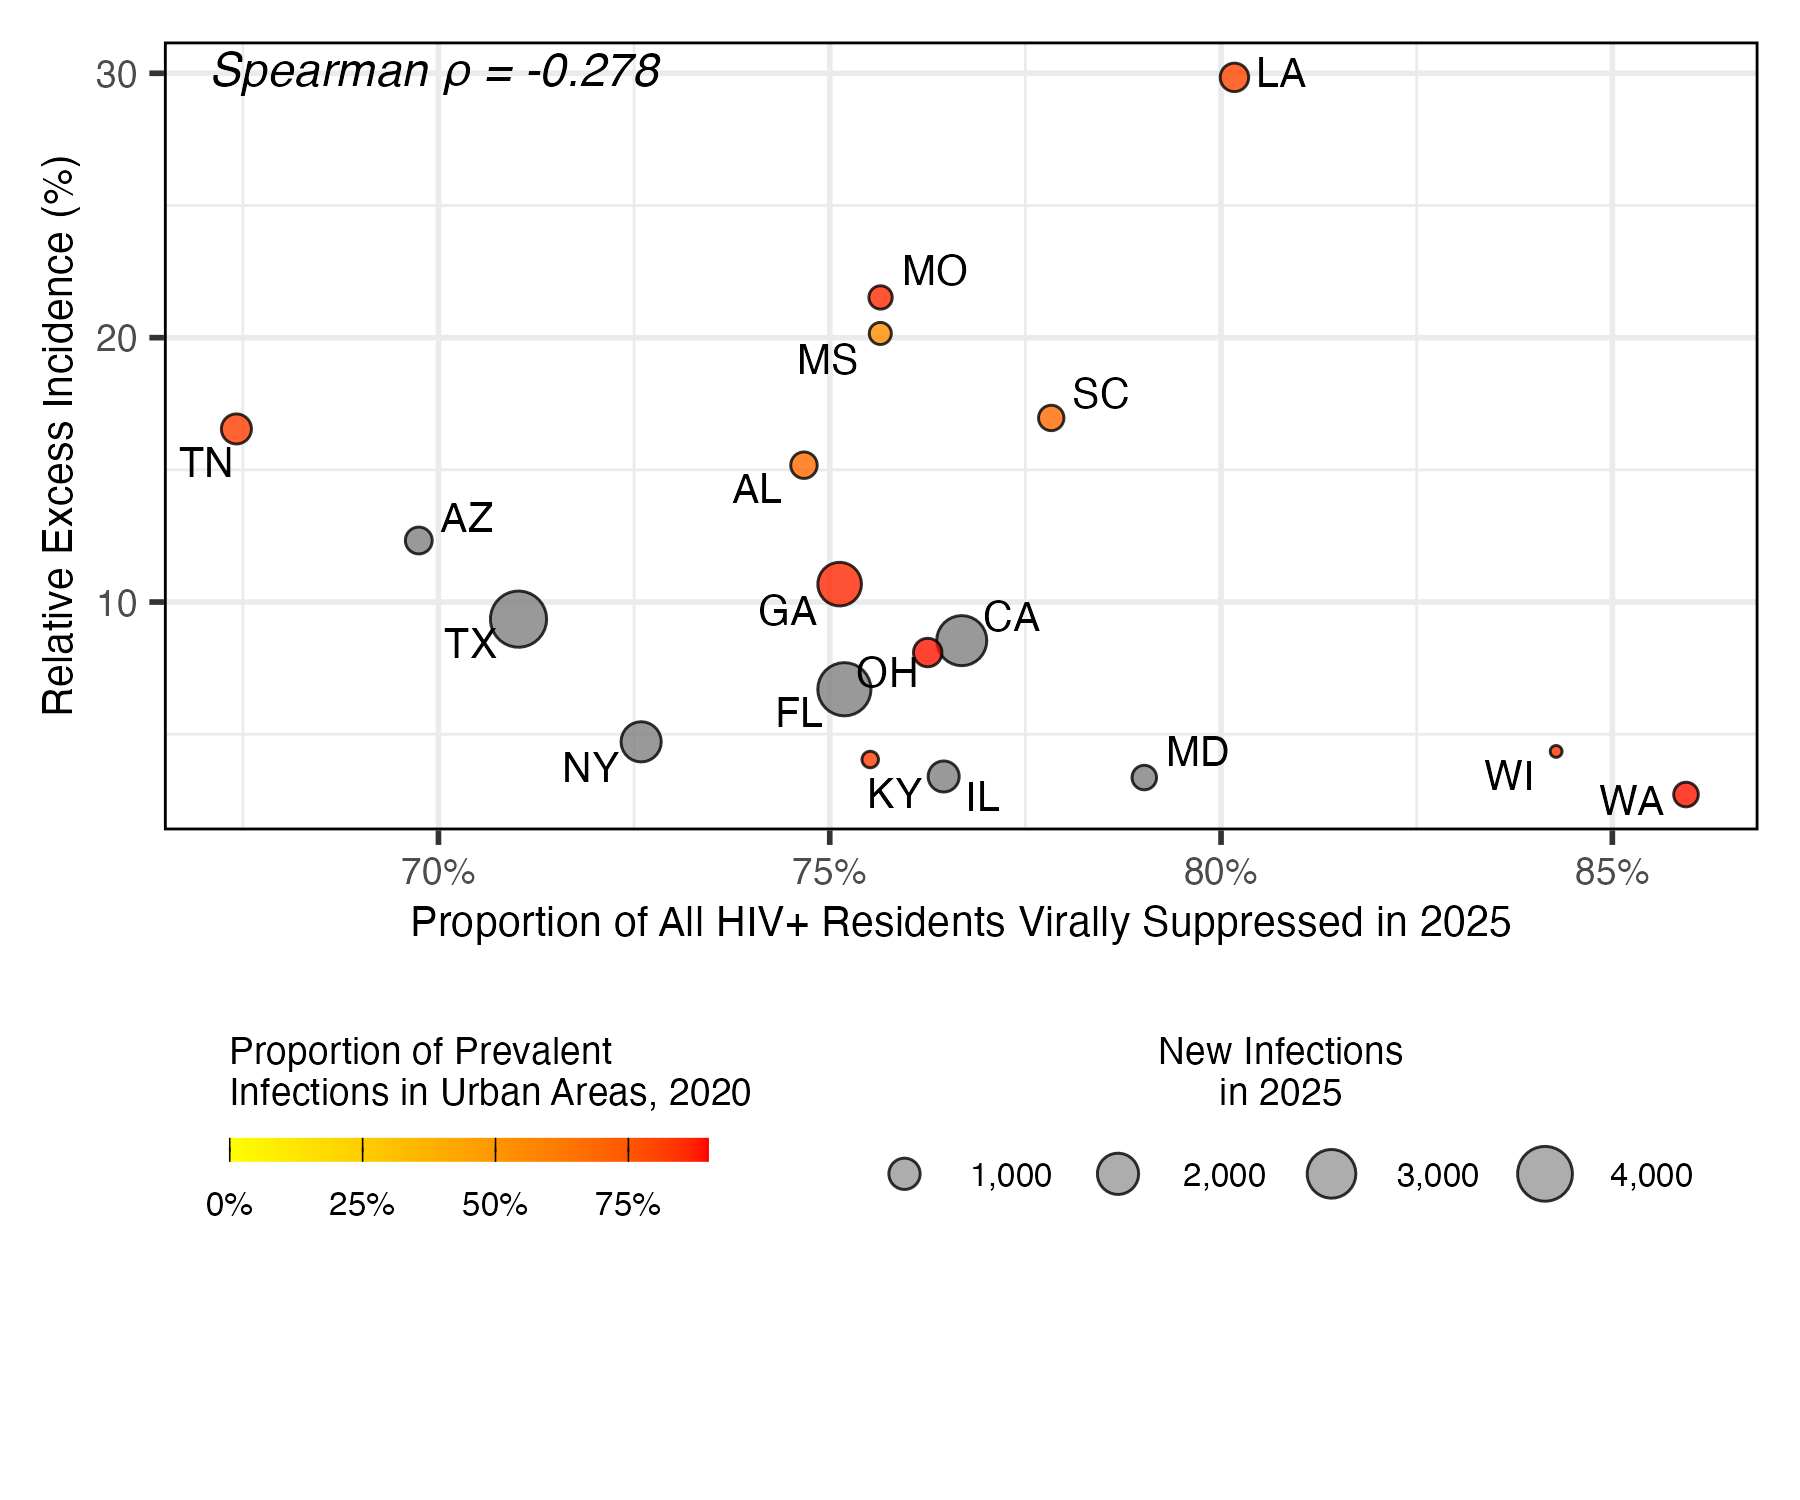 Spearman ρ = -0.278
30
20
10
Relative Excess Incidence (%)
LA
MO
MS
SC
TN
AL
AZ
GA
CA
TX
OH
FL
NY
MD
KY
IL
WI
WA
70%
75%
80%
85%
Proportion of All HIV+ Residents Virally Suppressed in 2025
Proportion of Prevalent
Infections in Urban Areas, 2020
0%
25%
50%
75%
New Infections
in 2025
1,000
2,000
3,000
4,000